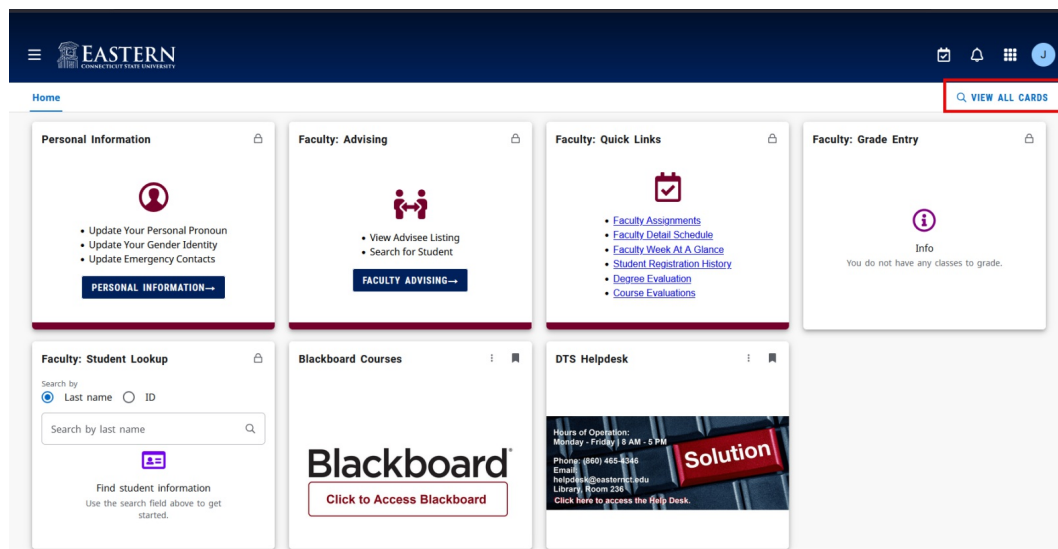 EASTERN
CONNECTICUT STATE UNIVERSITY
J
Home
VIEW ALL CARDS
Personal Information
• Update Your Personal Pronoun
• Update Your Gender Identity
• Update Emergency Contacts
PERSONAL INFORMATION→
Faculty: Advising
• View Advisee Listing
• Search for Student
FACULTY ADVISING→
Faculty: Quick Links
• Faculty Assignments
• Faculty Detail Schedule
• Faculty Week At A Glance
• Student Registration History
• Degree Evaluation
• Course Evaluations
Faculty: Grade Entry
Info
You do not have any classes to grade.
Faculty: Student Lookup
Search by
Last name
ID
Search by last name
Find student information
Use the search field above to get
started.
Blackboard Courses
Blackboard®
Click to Access Blackboard
DTS Helpdesk
Hours of Operation:
Monday - Friday | 8 AM - 5 PM
Phone: (860) 465-4346
Email:
helpdesk@easternct.edu
Library, Room 236
Click here to access the Help Desk.
Solution